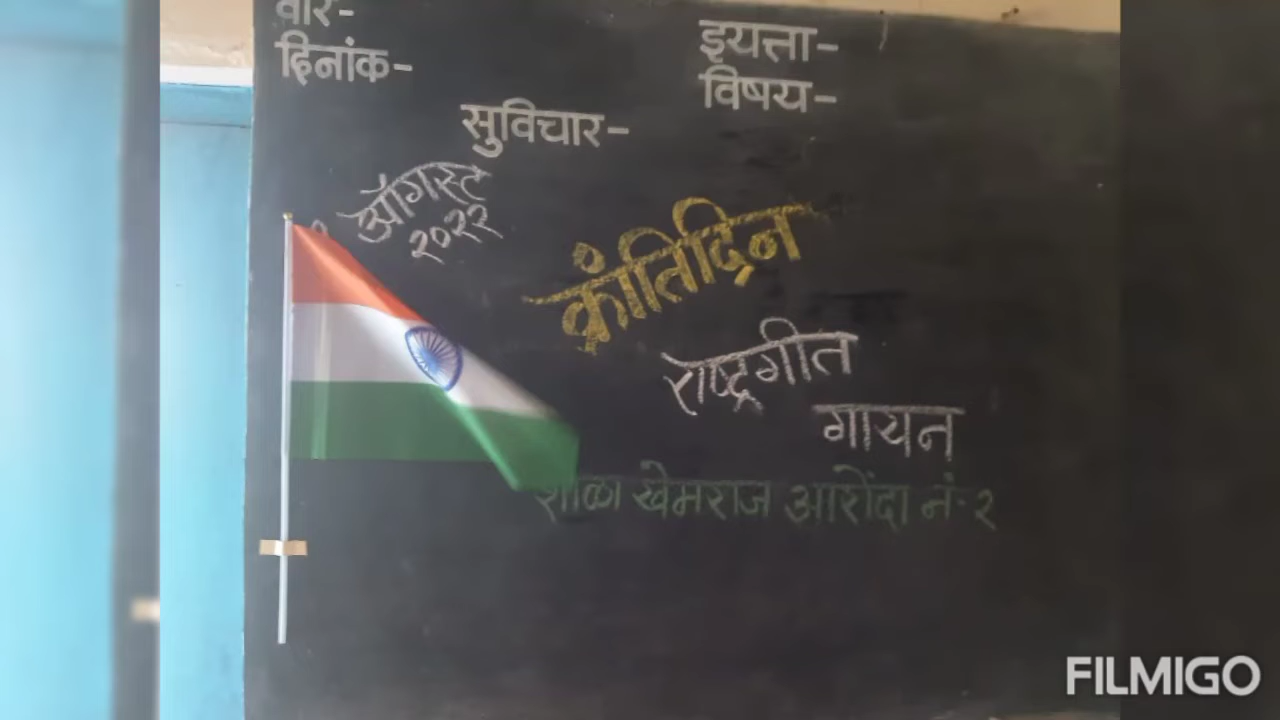 वार-
दिनांक-
इयत्ता-
विषय-
सुविचार-
ऑगस्ट
२०२२
क्रांतिदिन
राष्ट्रगीत
गायन
शाळा खेमराज आरोंदा नं-२
FILMIGO